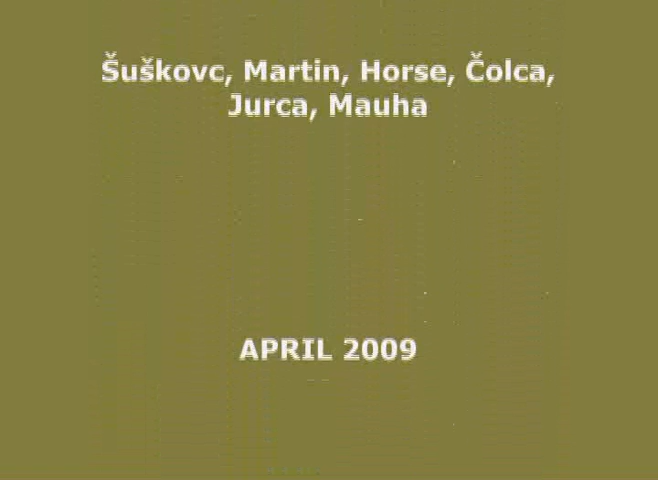 Šuškovc, Martin, Horse, Čolca,
Jurca, Mauha
APRIL 2009